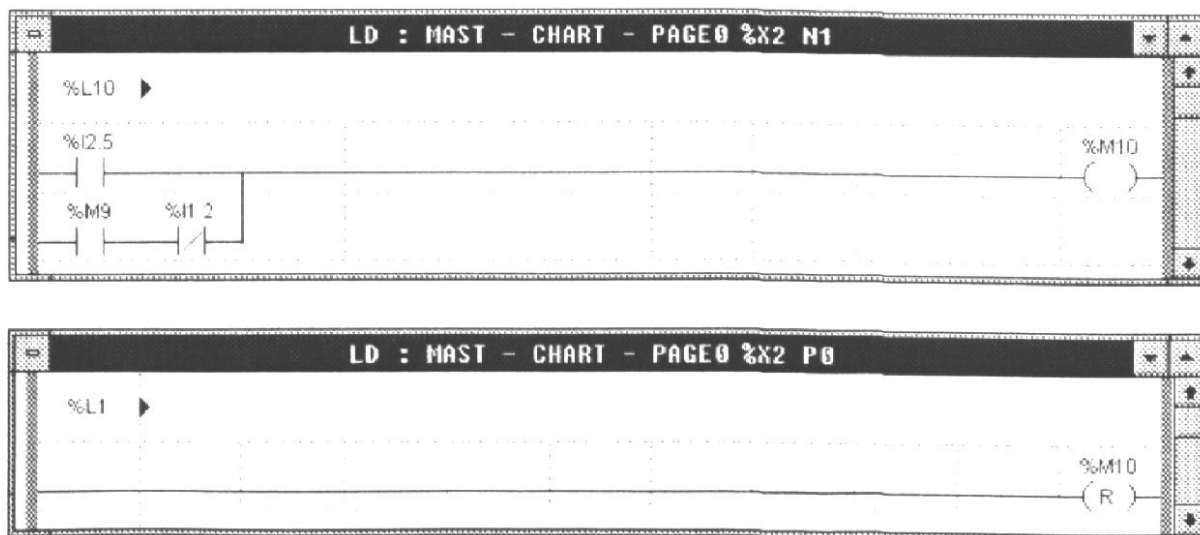 LD : MAST - CHART - PAGE0 %X2 N1
%L10
%I2.5
%M10
%M9 %I1.2
LD : MAST - CHART - PAGE0 %X2 P0
%L1
%M10
R